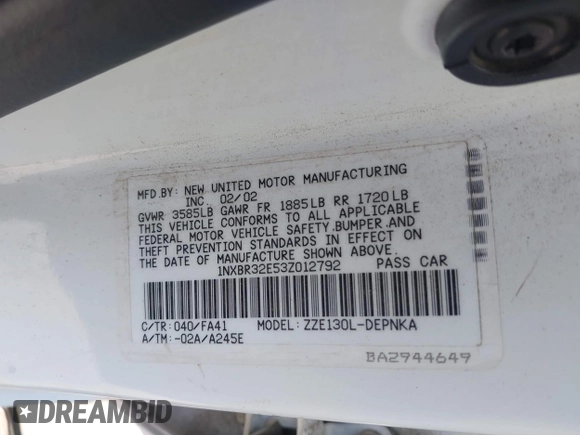 MFD.BY: NEW UNITED MOTOR MANUFACTURING
INC. 02/02
GVWR 3585LB GAWR FR 1885LB RR 1720LB
THIS VEHICLE CONFORMS TO ALL APPLICABLE
FEDERAL MOTOR VEHICLE SAFETY,BUMPER,AND
THEFT PREVENTION STANDARDS IN EFFECT ON
THE DATE OF MANUFACTURE SHOWN ABOVE.
1NXBR32E53Z012792 PASS CAR
C/TR:040/FA41 MODEL: ZZE130L-DEPNKA
A/TM:-02A/A245E
BA2944649
DREAMBID